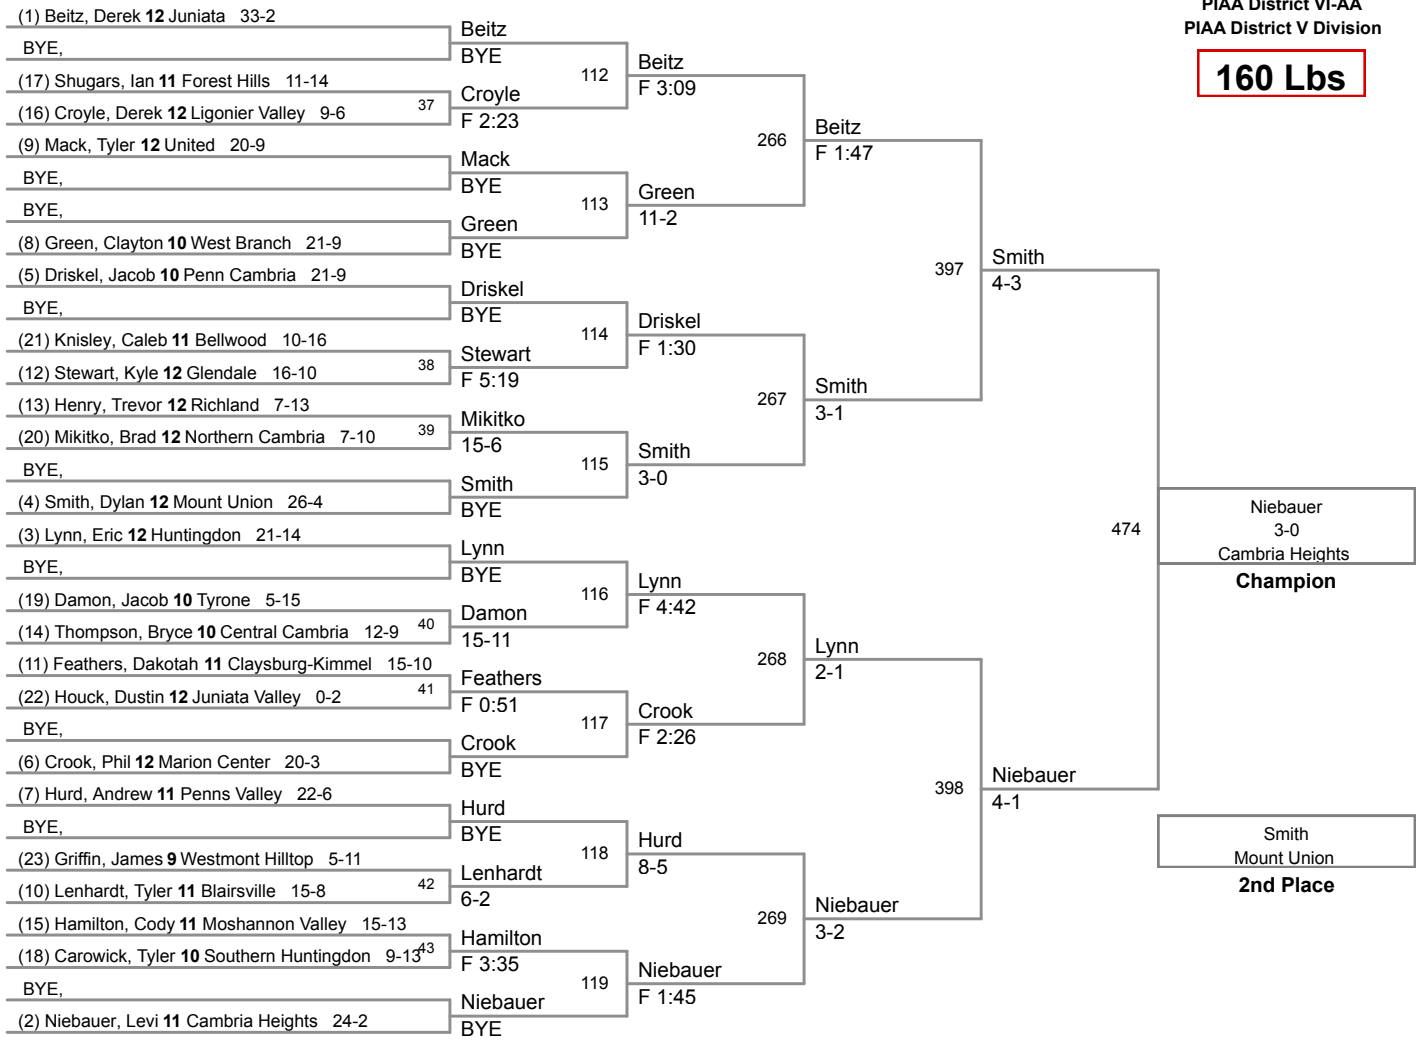 PIAA District VI-AA
PIAA District V Division
160 Lbs
(1) Beitz, Derek 12 Juniata 33-2
BYE,
(17) Shugars, Ian 11 Forest Hills 11-14
(16) Croyle, Derek 12 Ligonier Valley 9-6
37
(9) Mack, Tyler 12 United 20-9
BYE,
BYE,
(8) Green, Clayton 10 West Branch 21-9
(5) Driskel, Jacob 10 Penn Cambria 21-9
BYE,
(21) Knisley, Caleb 11 Bellwood 10-16
(12) Stewart, Kyle 12 Glendale 16-10
38
(13) Henry, Trevor 12 Richland 7-13
(20) Mikitko, Brad 12 Northern Cambria 7-10
39
BYE,
(4) Smith, Dylan 12 Mount Union 26-4
(3) Lynn, Eric 12 Huntingdon 21-14
BYE,
(19) Damon, Jacob 10 Tyrone 5-15
(14) Thompson, Bryce 10 Central Cambria 12-9
40
(11) Feathers, Dakotah 11 Claysburg-Kimmel 15-10
(22) Houck, Dustin 12 Juniata Valley 0-2
41
BYE,
(6) Crook, Phil 12 Marion Center 20-3
(7) Hurd, Andrew 11 Penns Valley 22-6
BYE,
(23) Griffin, James 9 Westmont Hilltop 5-11
(10) Lenhardt, Tyler 11 Blairsville 15-8
42
(15) Hamilton, Cody 11 Moshannon Valley 15-13
(18) Carowick, Tyler 10 Southern Huntingdon 9-13
43
BYE,
(2) Niebauer, Levi 11 Cambria Heights 24-2
Beitz
BYE
112
Croyle
F 2:23
Mack
BYE
113
Green
BYE
Driskel
BYE
114
Stewart
F 5:19
Mikitko
15-6
115
Smith
BYE
Lynn
BYE
116
Damon
15-11
Feathers
F 0:51
117
Crook
BYE
Hurd
BYE
118
Lenhardt
6-2
Hamilton
F 3:35
119
Niebauer
BYE
Beitz
F 3:09
266
Green
11-2
Driskel
F 1:30
267
Smith
3-0
Lynn
F 4:42
268
Crook
F 2:26
Hurd
8-5
269
Niebauer
F 1:45
Beitz
F 1:47
397
Smith
3-1
Lynn
2-1
398
Niebauer
3-2
Smith
4-3
474
Niebauer
4-1
Niebauer
3-0
Cambria Heights
Champion
Smith
Mount Union
2nd Place